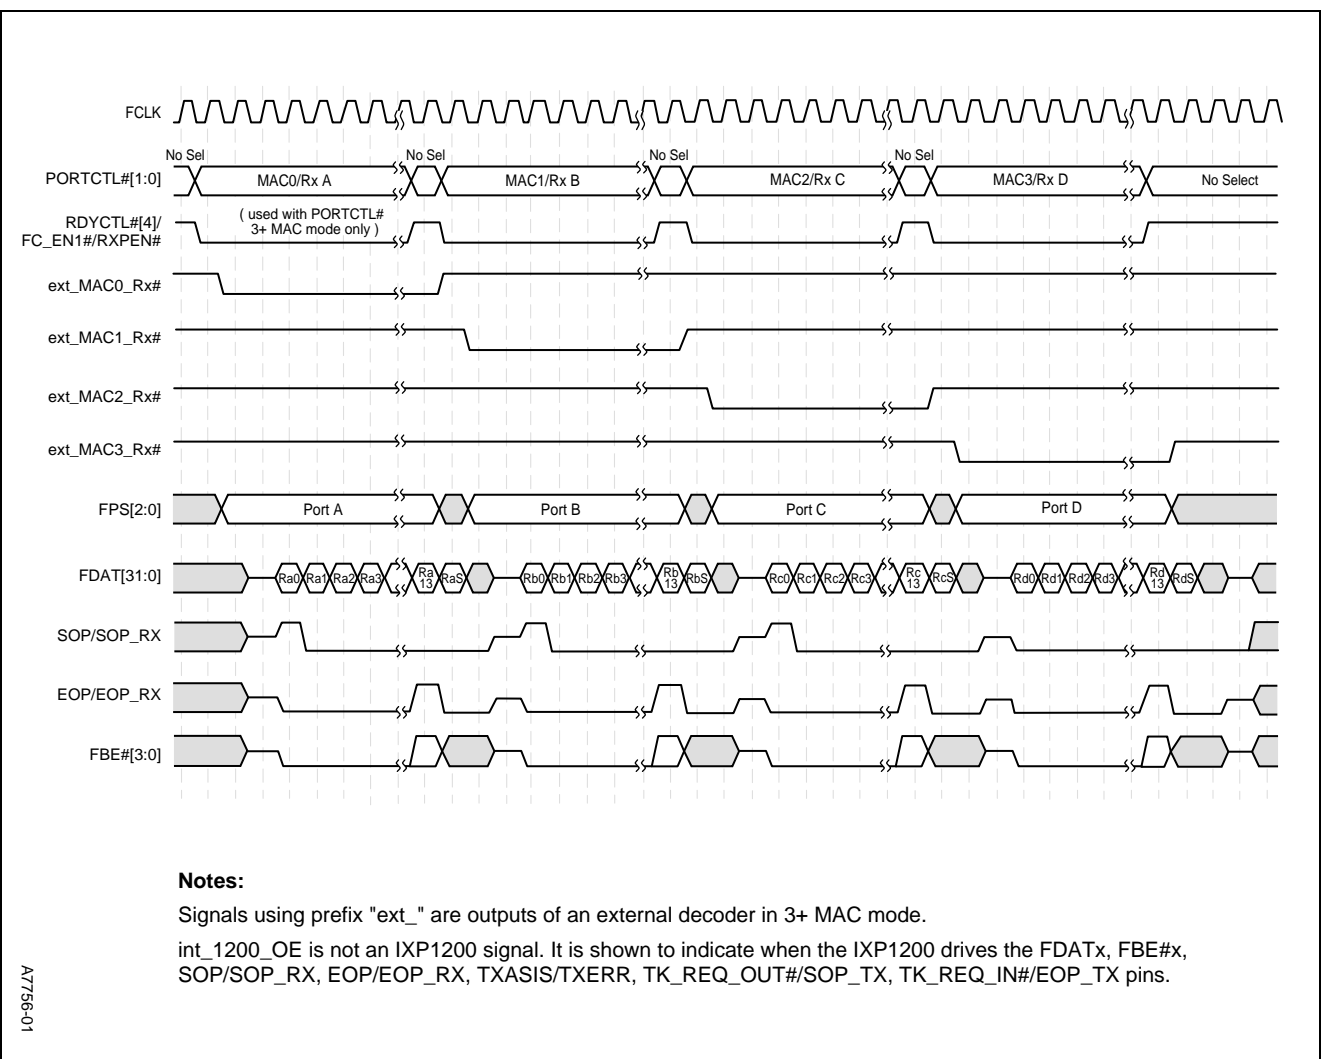 FCLK
No Sel No Sel No Sel No Sel
PORTCTL#[1:0] MAC0/Rx A MAC1/Rx B MAC2/Rx C MAC3/Rx D No Select
RDYCTL#[4]/
FC_EN1#/RXPEN#
( used with PORTCTL#
3+ MAC mode only )
ext_MAC0_Rx#
ext_MAC1_Rx#
ext_MAC2_Rx#
ext_MAC3_Rx#
FPS[2:0] Port A Port B Port C Port D
FDAT[31:0] Ra0 Ra1 Ra2 Ra3 Ra 13 RaS Rb0 Rb1 Rb2 Rb3 Rb 13 RbS Rc0 Rc1 Rc2 Rc3 Rc 13 RcS Rd0 Rd1 Rd2 Rd3 Rd 13 RdS
SOP/SOP_RX
EOP/EOP_RX
FBE#[3:0]
Notes:
Signals using prefix "ext_" are outputs of an external decoder in 3+ MAC mode.
int_1200_OE is not an IXP1200 signal. It is shown to indicate when the IXP1200 drives the FDATx, FBE#x,
SOP/SOP_RX, EOP/EOP_RX, TXASIS/TXERR, TK_REQ_OUT#/SOP_TX, TK_REQ_IN#/EOP_TX pins.
A7756-01